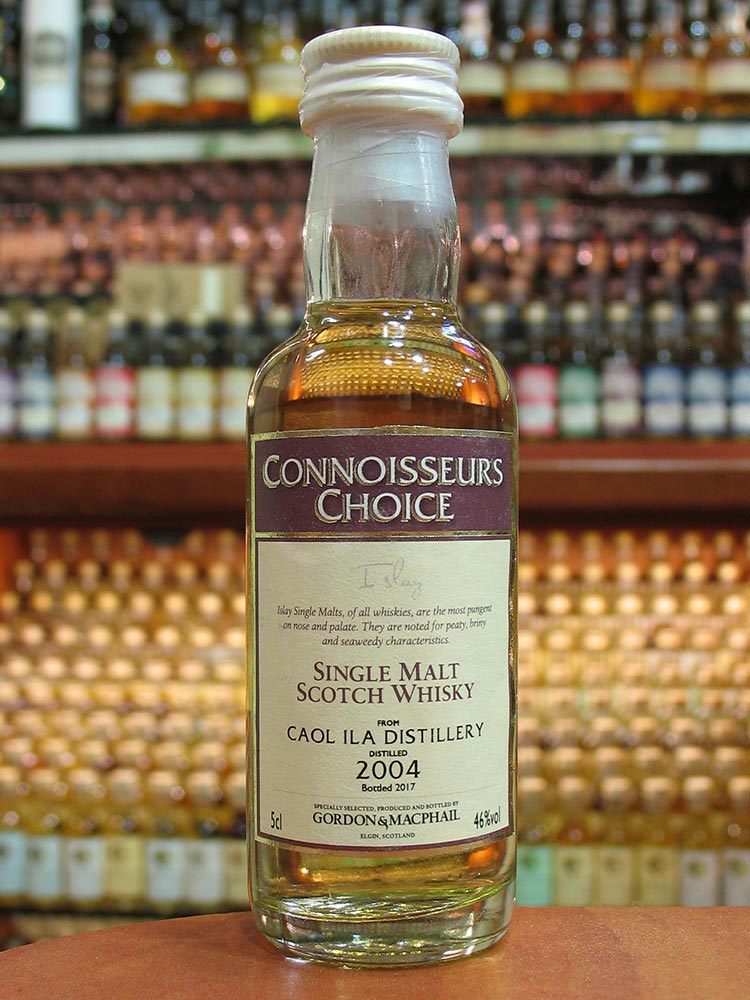 CONNOISSEURS
CHOICE
Islay
Islay Single Malts, of all whiskies, are the most pungent
on nose and palate. They are noted for peaty, briny
and seaweedy characteristics.
SINGLE MALT
SCOTCH WHISKY
FROM
CAOL ILA DISTILLERY
DISTILLED
2004
Bottled 2017
SPECIALLY SELECTED, PRODUCED AND BOTTLED BY
5cl GORDON & MACPHAIL 46%vol
ELGIN, SCOTLAND